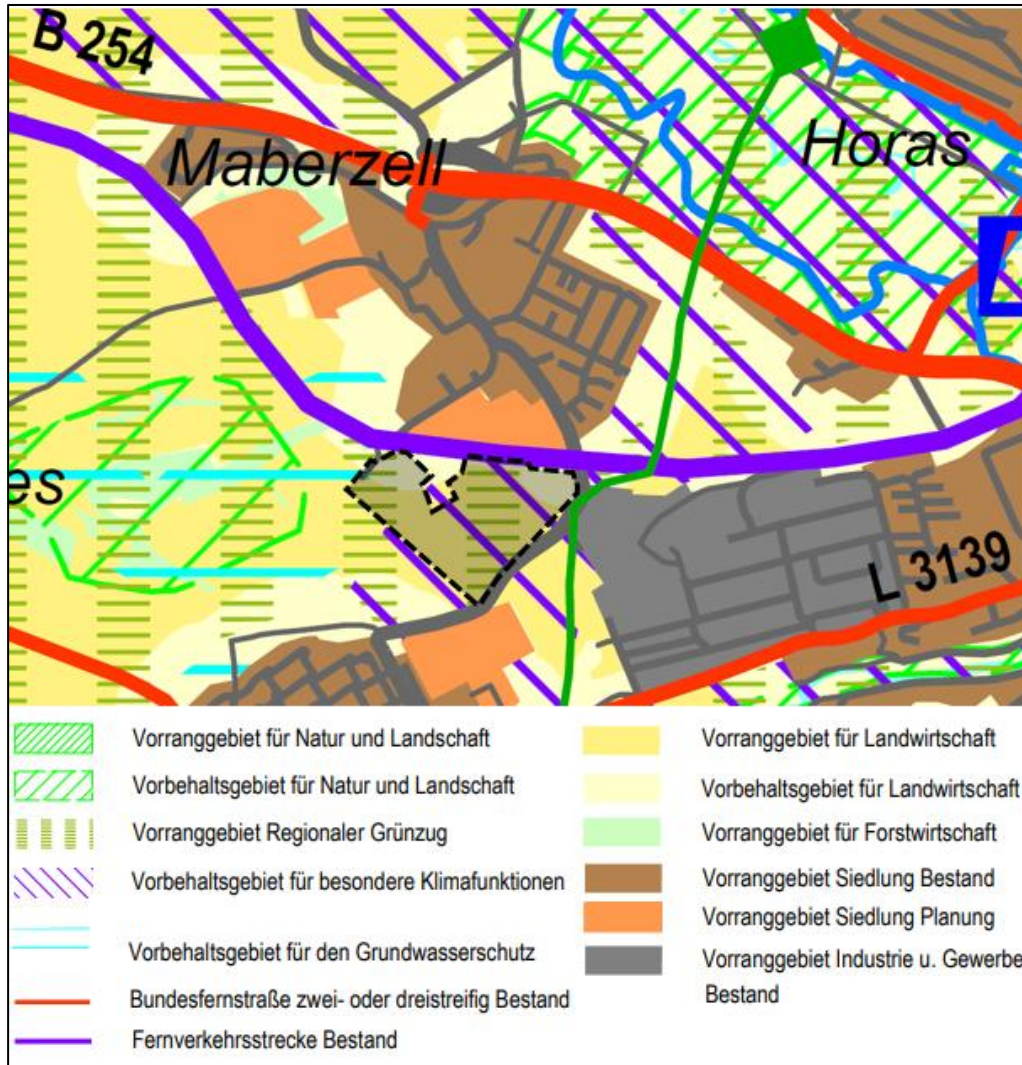 B 254
Maberzell
Horas
es
L 3139
Vorranggebiet für Natur und Landschaft
Vorbehaltsgebiet für Natur und Landschaft
Vorranggebiet Regionaler Grünzug
Vorbehaltsgebiet für besondere Klimafunktionen
Vorbehaltsgebiet für den Grundwasserschutz
Bundesfernstraße zwei- oder dreistreifig Bestand
Fernverkehrsstrecke Bestand
Vorranggebiet für Landwirtschaft
Vorbehaltsgebiet für Landwirtschaft
Vorranggebiet für Forstwirtschaft
Vorranggebiet Siedlung Bestand
Vorranggebiet Siedlung Planung
Vorranggebiet Industrie u. Gewerbe
Bestand